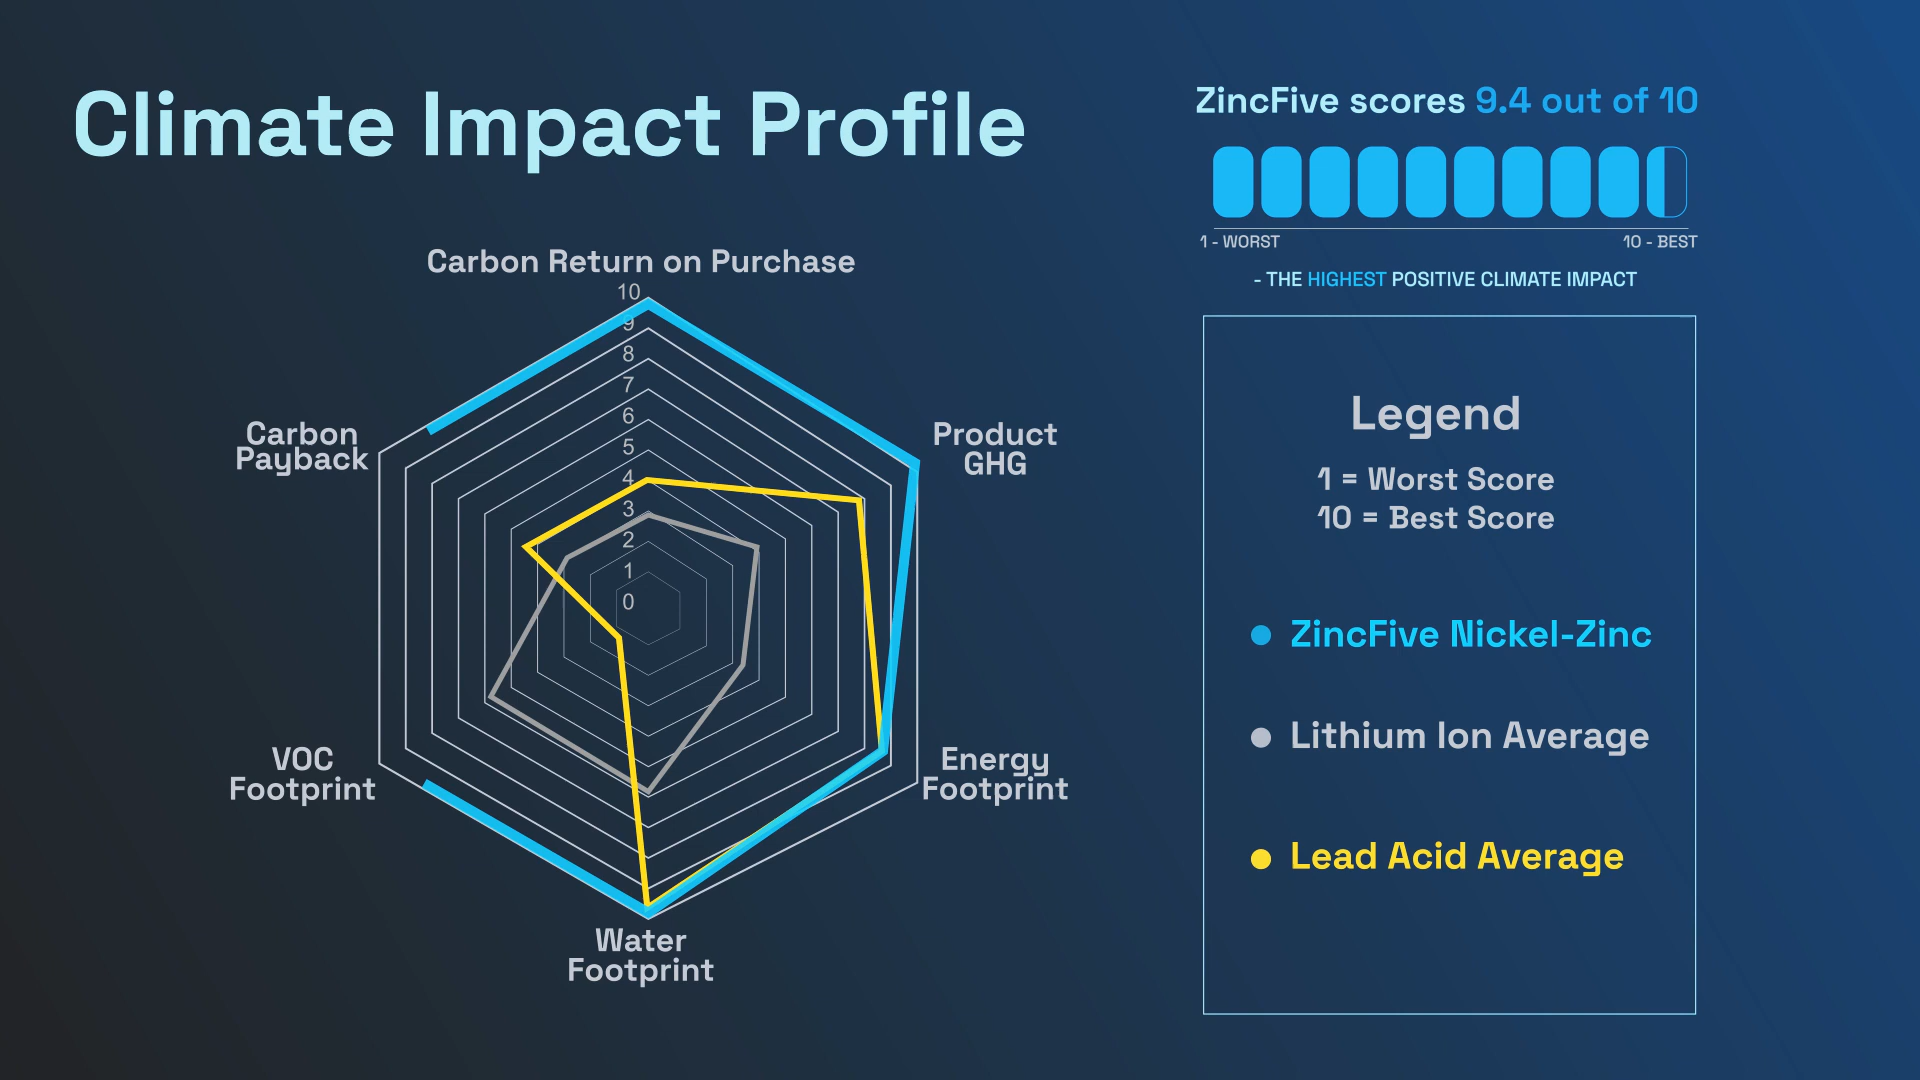 Climate Impact Profile
ZincFive scores 9.4 out of 10
1 - WORST
10 - BEST
- THE HIGHEST POSITIVE CLIMATE IMPACT
Carbon Return on Purchase
10
9
8
7
6
5
4
3
2
1
0
Carbon
Payback
Product
GHG
VOC
Footprint
Energy
Footprint
Water
Footprint
Legend
1 = Worst Score
10 = Best Score
ZincFive Nickel-Zinc
Lithium Ion Average
Lead Acid Average